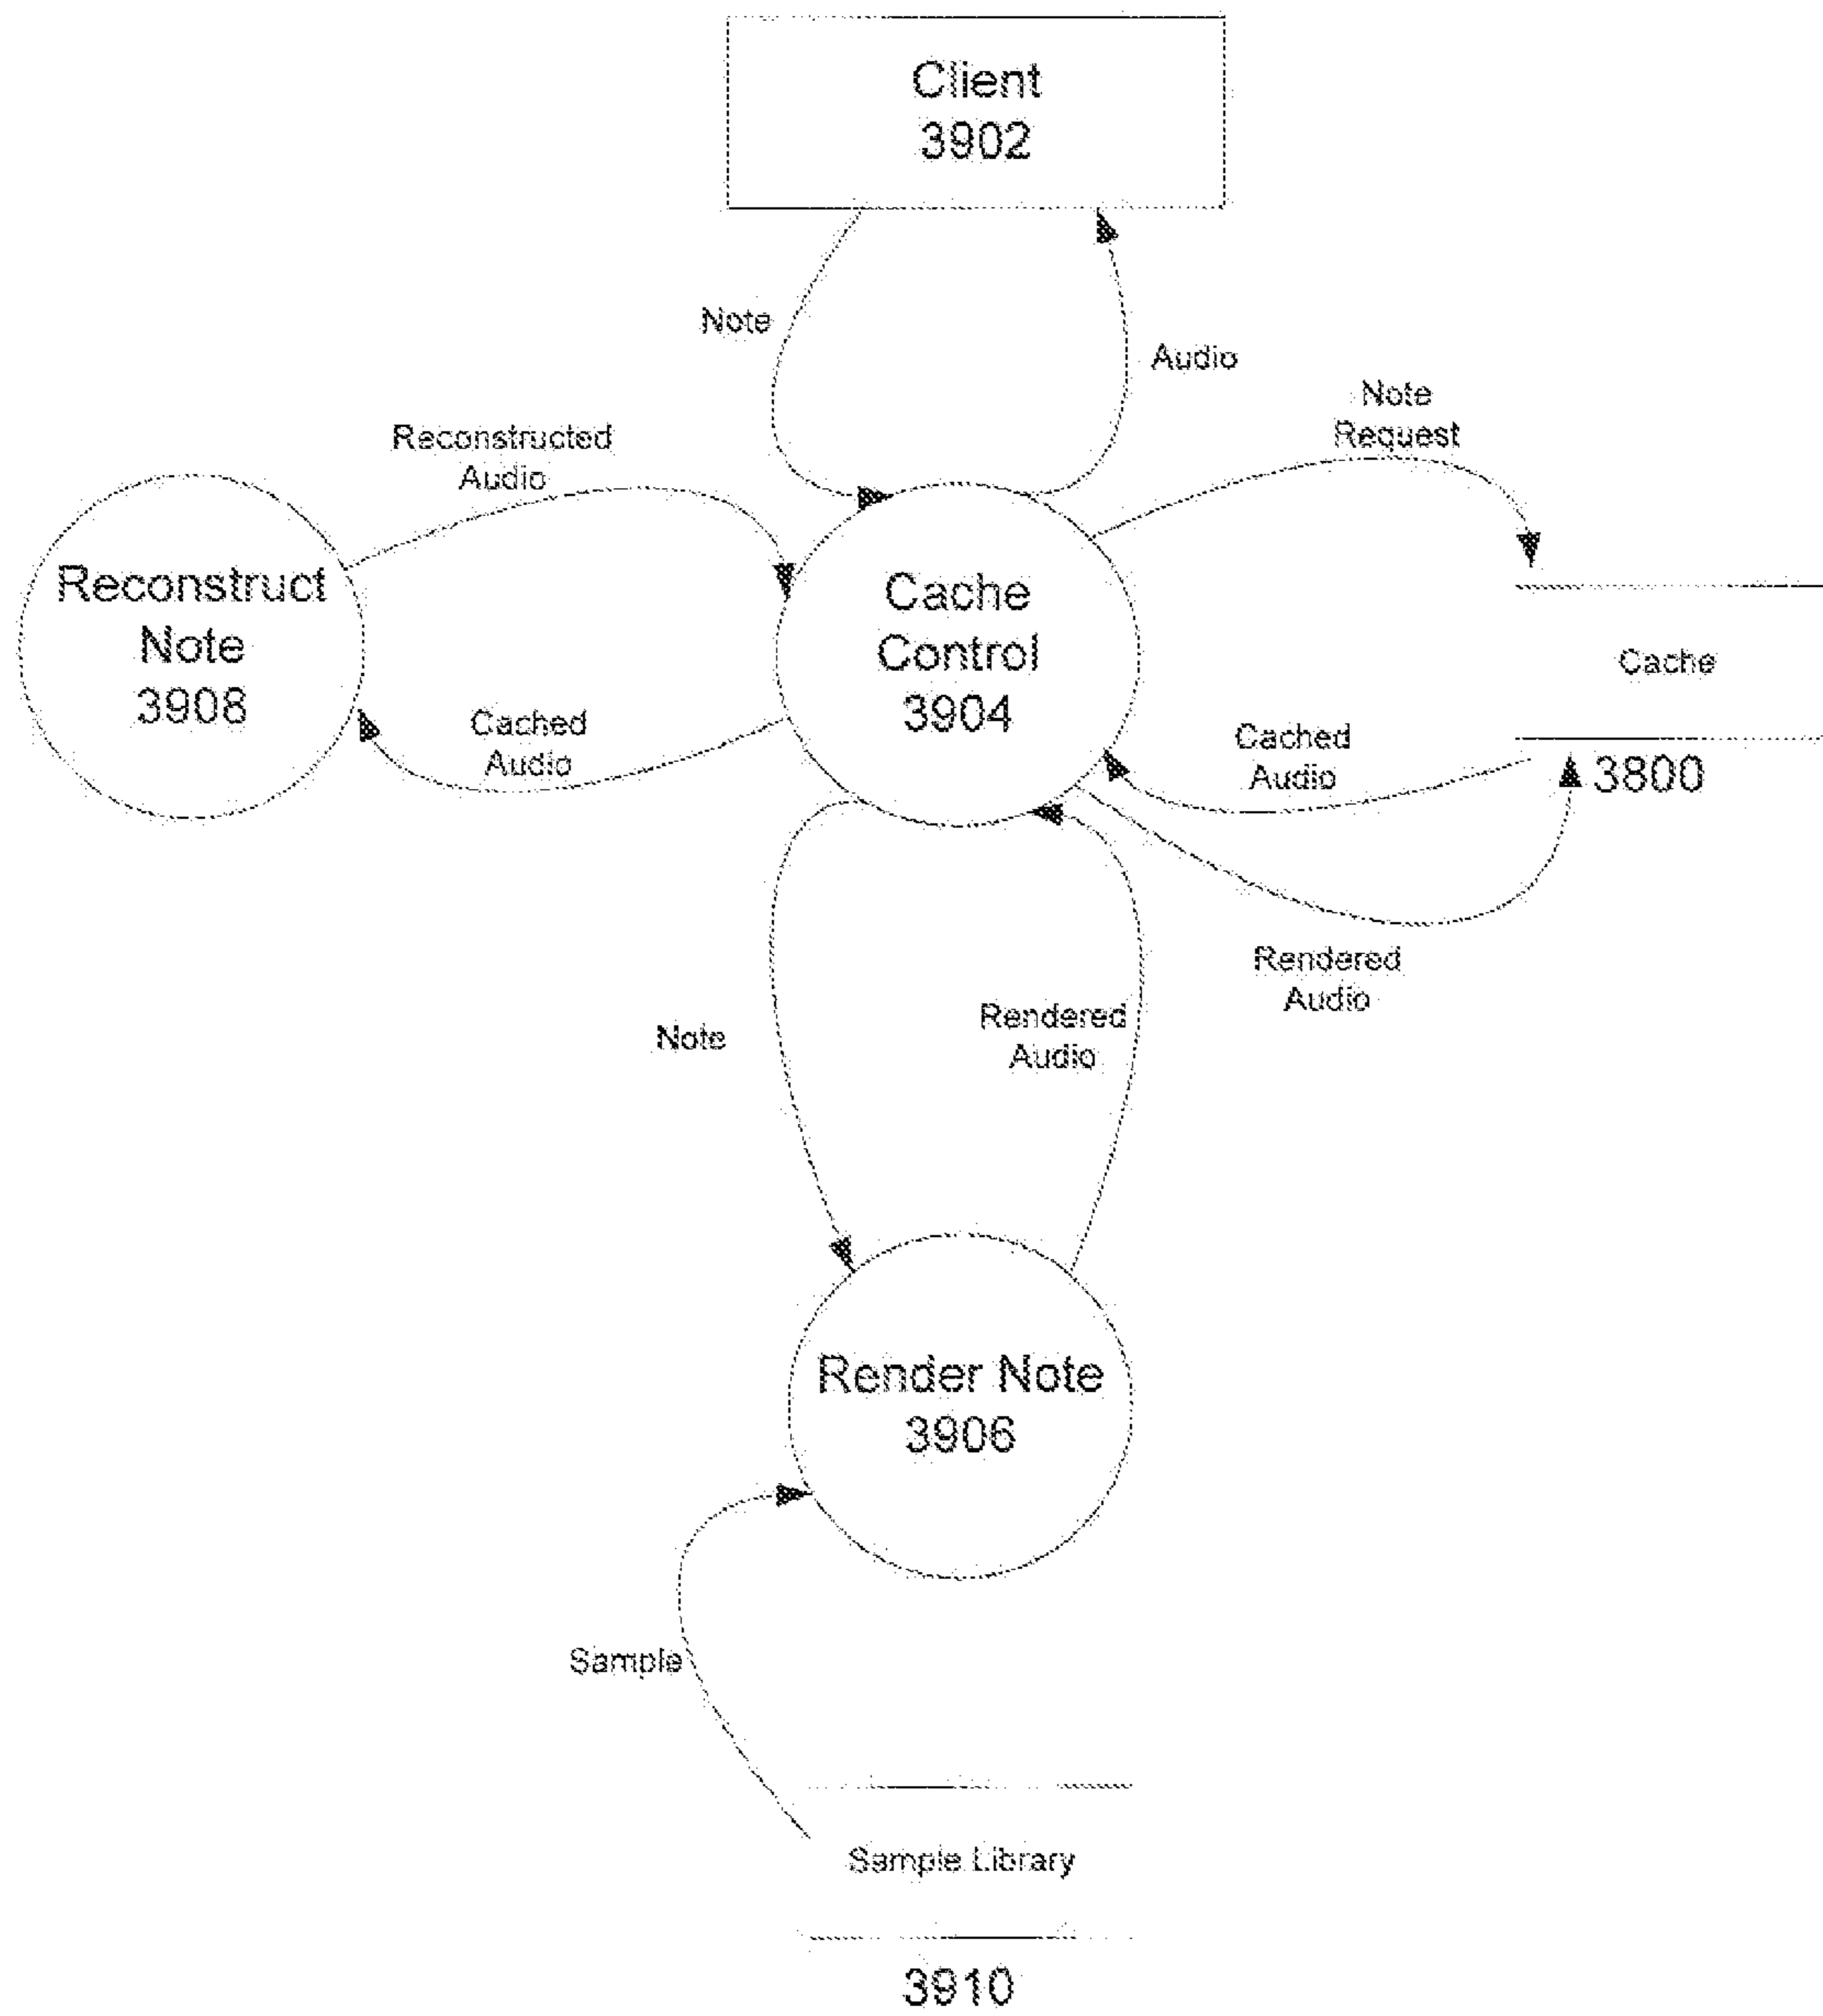 Client
3902
Note
Audio
Note
Request
Reconstructed
Audio
Reconstruct
Note
3908
Cache
Control
3904
Cache
Cached
Audio
Cached
Audio
3800
Rendered
Audio
Note
Rendered
Audio
Render Note
3906
Sample
Sample Library
3910